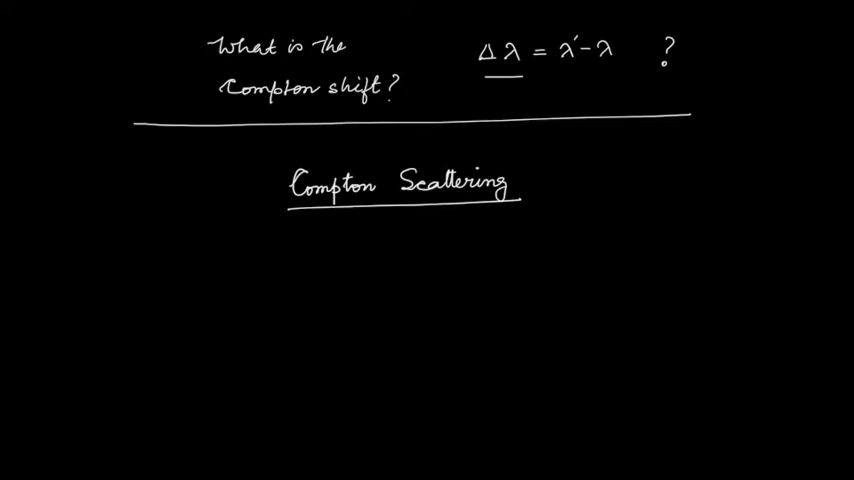 What is the
Compton shift?
Δλ = λ' - λ ?
Compton Scattering